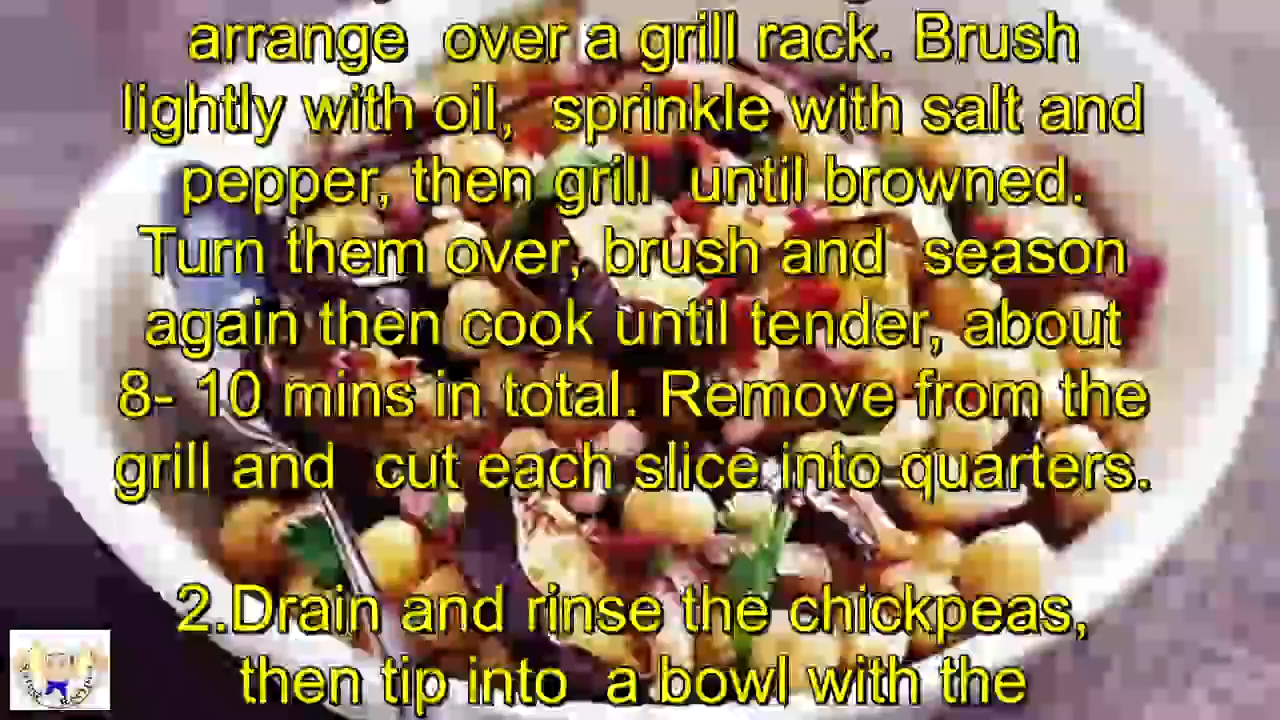 arrange over a grill rack. Brush
lightly with oil, sprinkle with salt and
pepper, then grill until browned.
Turn them over, brush and season
again then cook until tender, about
8- 10 mins in total. Remove from the
grill and cut each slice into quarters.
2.Drain and rinse the chickpeas,
then tip into a bowl with the